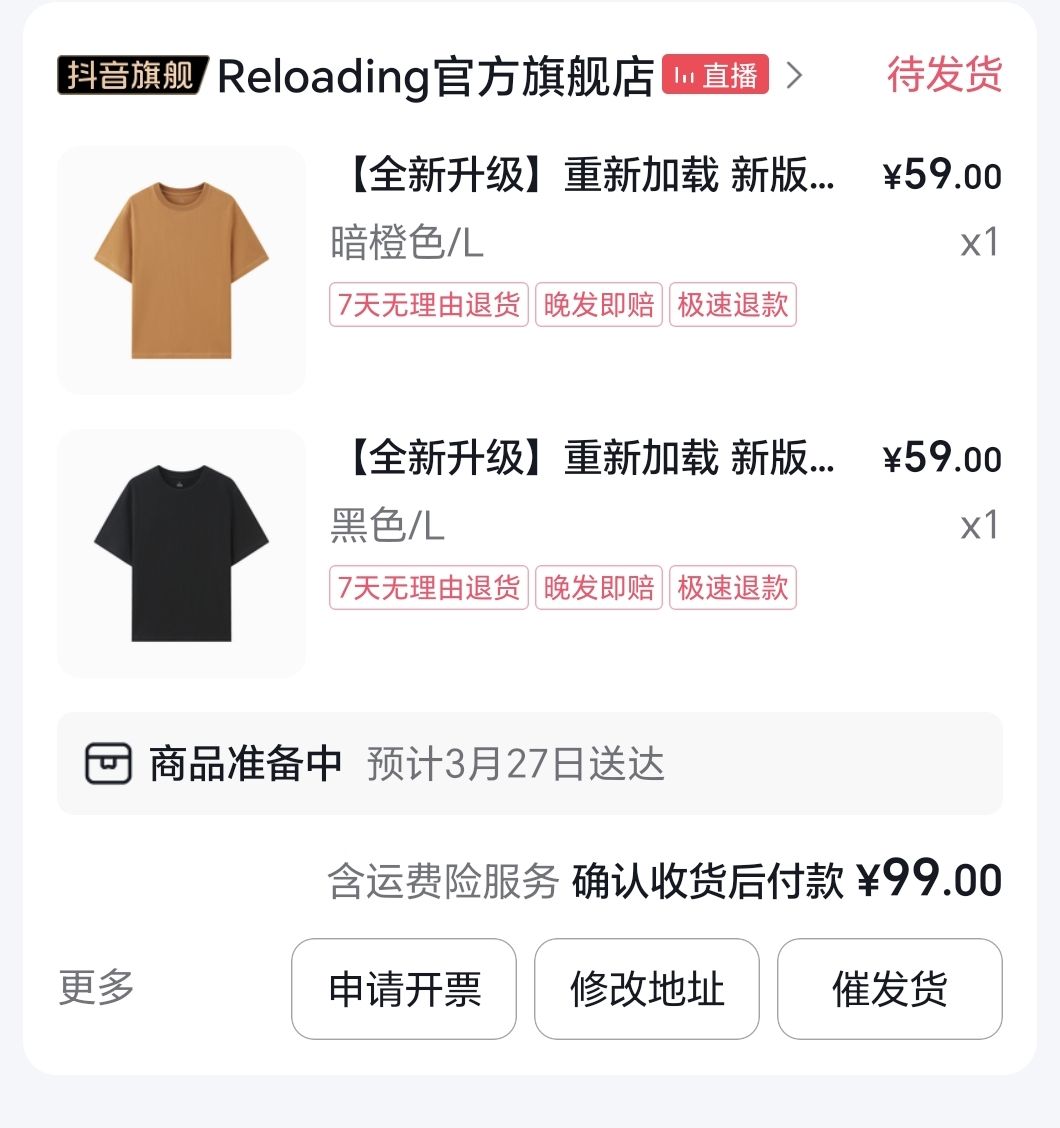 抖音旗舰 Reloading官方旗舰店 直播 > 待发货
【全新升级】重新加载 新版... ¥59.00
暗橙色/L x1
7天无理由退货 晚发即赔 极速退款
【全新升级】重新加载 新版... ¥59.00
黑色/L x1
7天无理由退货 晚发即赔 极速退款
商品准备中 预计3月27日送达
含运费险服务 确认收货后付款 ¥99.00
更多 申请开票 修改地址 催发货